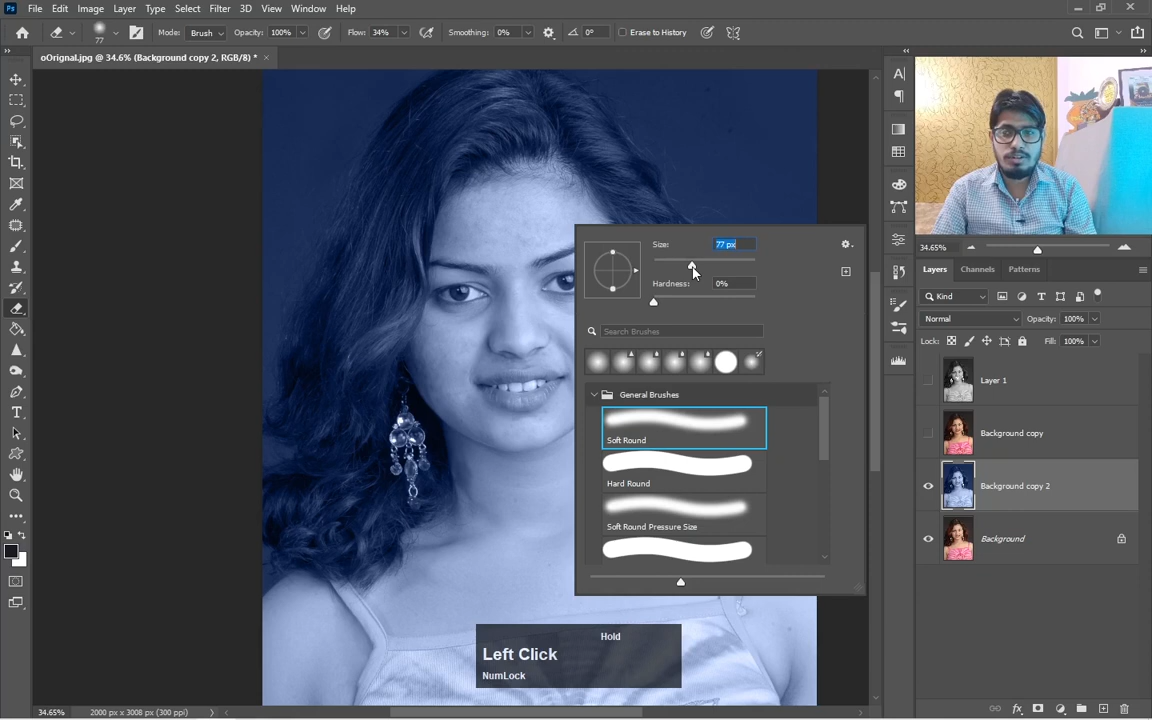 Ps File Edit Image Layer Type Select Filter 3D View Window Help
77 Mode: Brush Opacity: 100% Flow: 34% Smoothing: 0% 0° Erase to History
oOrignal.jpg @ 34.6% (Background copy 2, RGB/8) *
Size: 77 px
Hardness: 0%
Search Brushes
General Brushes
Soft Round
Hard Round
Soft Round Pressure Size
Hold
Left Click
NumLock
34.65%
Layers Channels Patterns
Kind
Normal Opacity: 100%
Lock: Fill: 100%
Layer 1
Background copy
Background copy 2
Background
34.65% 2000 px x 3008 px (300 ppi)